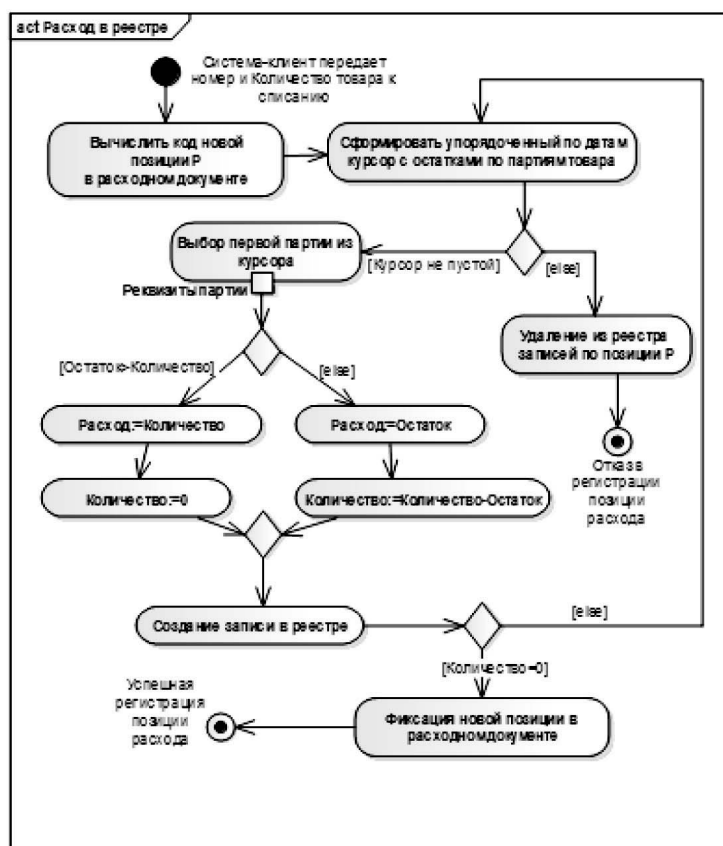 act Расход в реестре
Система-клиент передает
номер и Количество товара к
списанию
Вычислить код новой
позиции P
в расходном документе
Сформировать упорядоченный по датам
курсор с остатками по партиям товара
Выбор первой партии из
курсора
[Курсор не пустой]
[else]
Реквизиты партии
Удаление из реестра
записей по позиции P
[Остаток>Количество]
[else]
Расход:=Количество
Расход:=Остаток
Отказ в
регистрации
позиции
расхода
Количество:=0
Количество:=Количество-Остаток
Создание записи в реестре
[else]
[Количество=0]
Успешная
регистрация
позиции
расхода
Фиксация новой позиции в
расходном документе